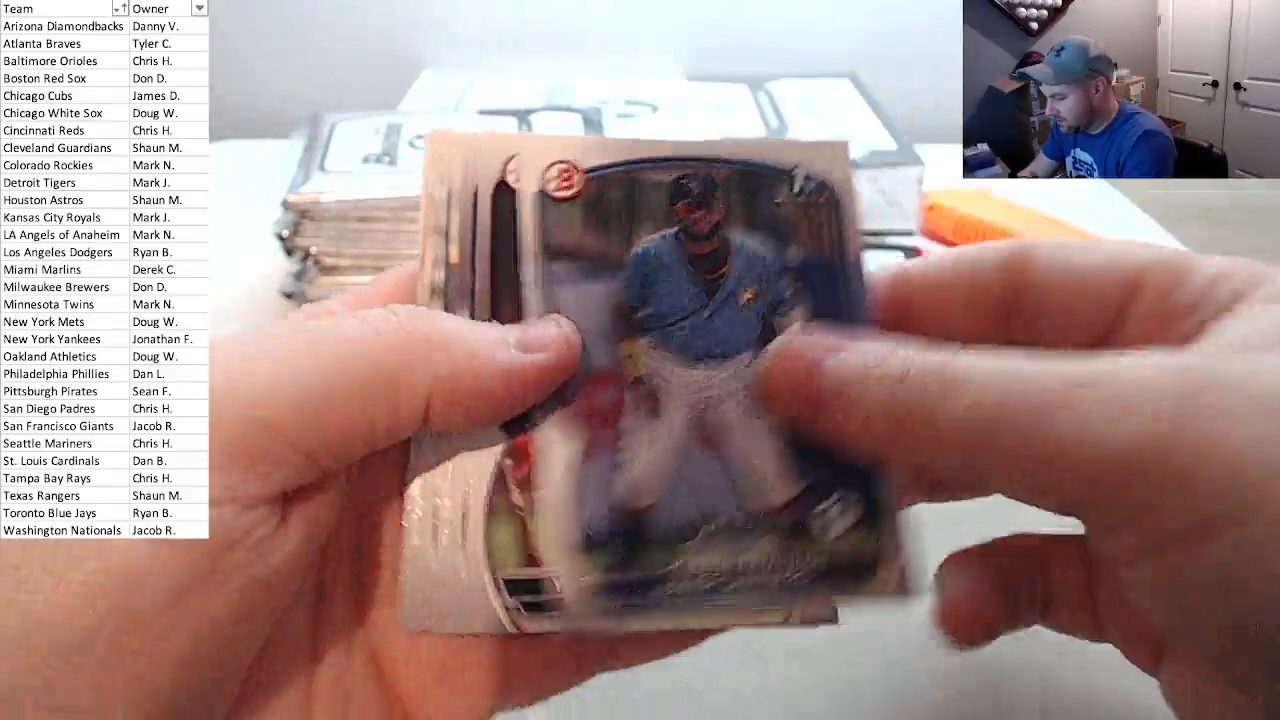 Team Owner
Arizona Diamondbacks Danny V.
Atlanta Braves Tyler C.
Baltimore Orioles Chris H.
Boston Red Sox Don D.
Chicago Cubs James D.
Chicago White Sox Doug W.
Cincinnati Reds Chris H.
Cleveland Guardians Shaun M.
Colorado Rockies Mark N.
Detroit Tigers Mark J.
Houston Astros Shaun M.
Kansas City Royals Mark J.
LA Angels of Anaheim Mark N.
Los Angeles Dodgers Ryan B.
Miami Marlins Derek C.
Milwaukee Brewers Don D.
Minnesota Twins Mark N.
New York Mets Doug W.
New York Yankees Jonathan F.
Oakland Athletics Doug W.
Philadelphia Phillies Dan L.
Pittsburgh Pirates Sean F.
San Diego Padres Chris H.
San Francisco Giants Jacob R.
Seattle Mariners Chris H.
St. Louis Cardinals Dan B.
Tampa Bay Rays Chris H.
Texas Rangers Shaun M.
Toronto Blue Jays Ryan B.
Washington Nationals Jacob R.